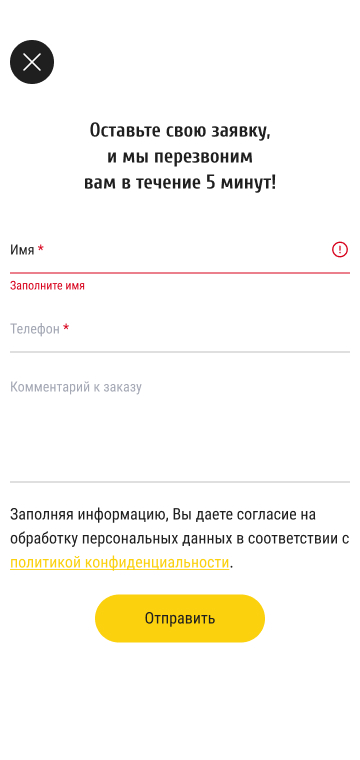 Оставьте свою заявку,
и мы перезвоним
вам в течение 5 минут!
Имя *
Заполните имя
Телефон *
Комментарий к заказу
Заполняя информацию, Вы даете согласие на
обработку персональных данных в соответствии с
политикой конфиденциальности.
Отправить